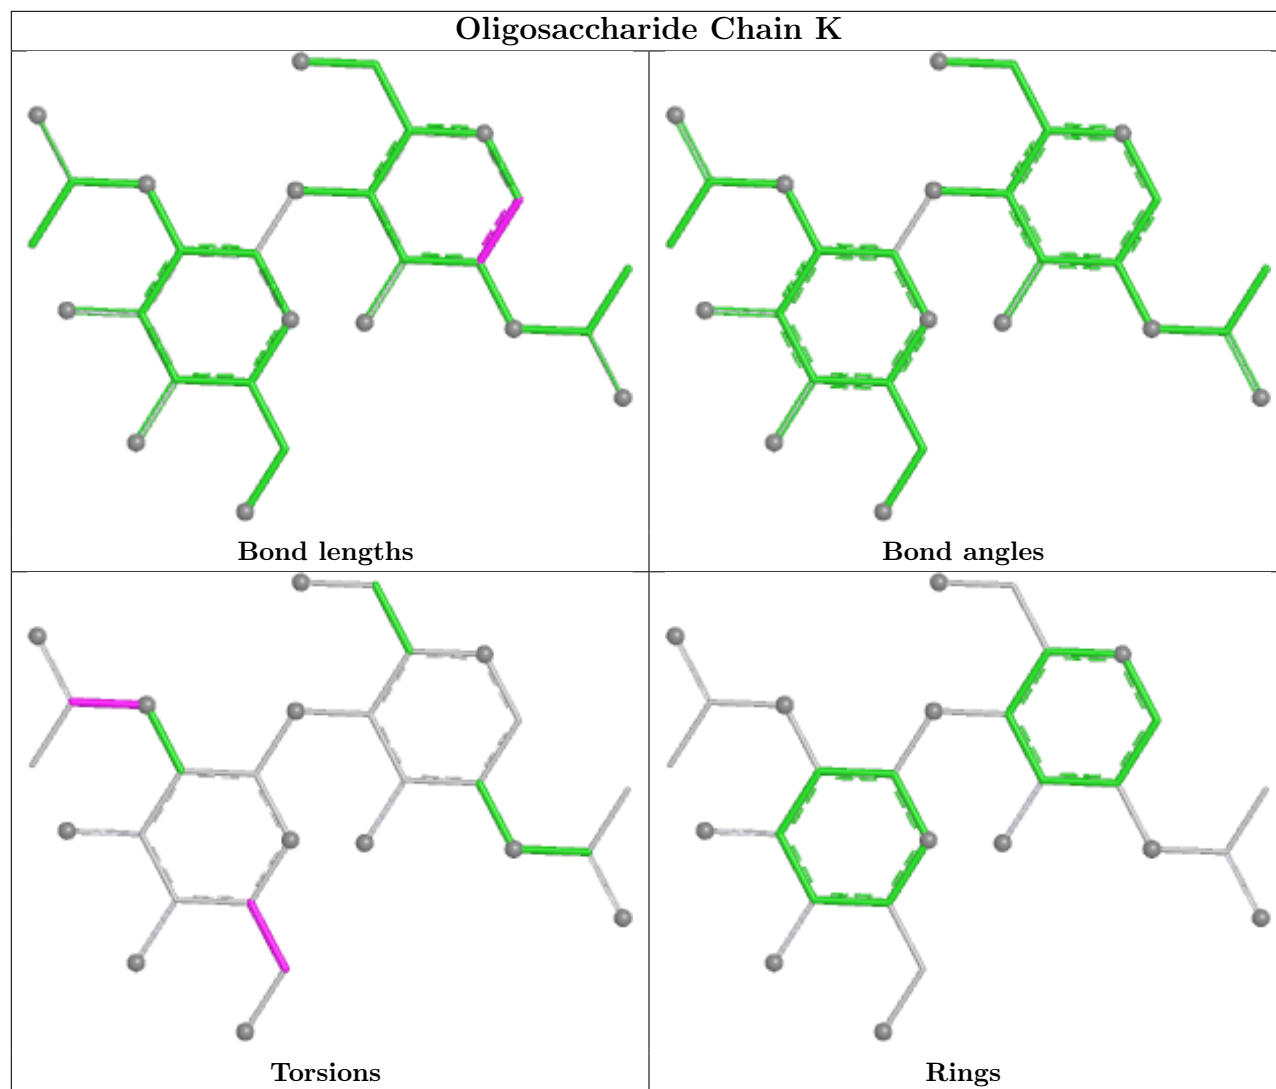 Oligosaccharide Chain K
Bond lengths
Bond angles
Torsions
Rings